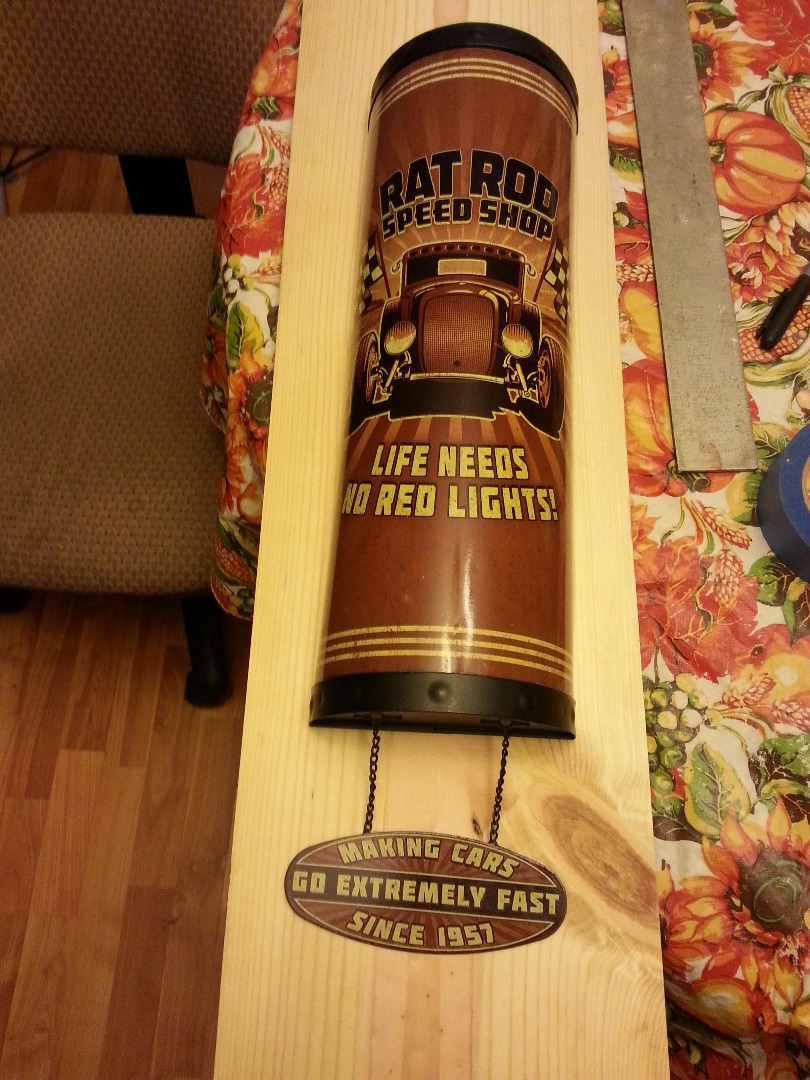 RAT ROD
SPEED SHOP
LIFE NEEDS
NO RED LIGHTS!
MAKING CARS
GO EXTREMELY FAST
SINCE 1957